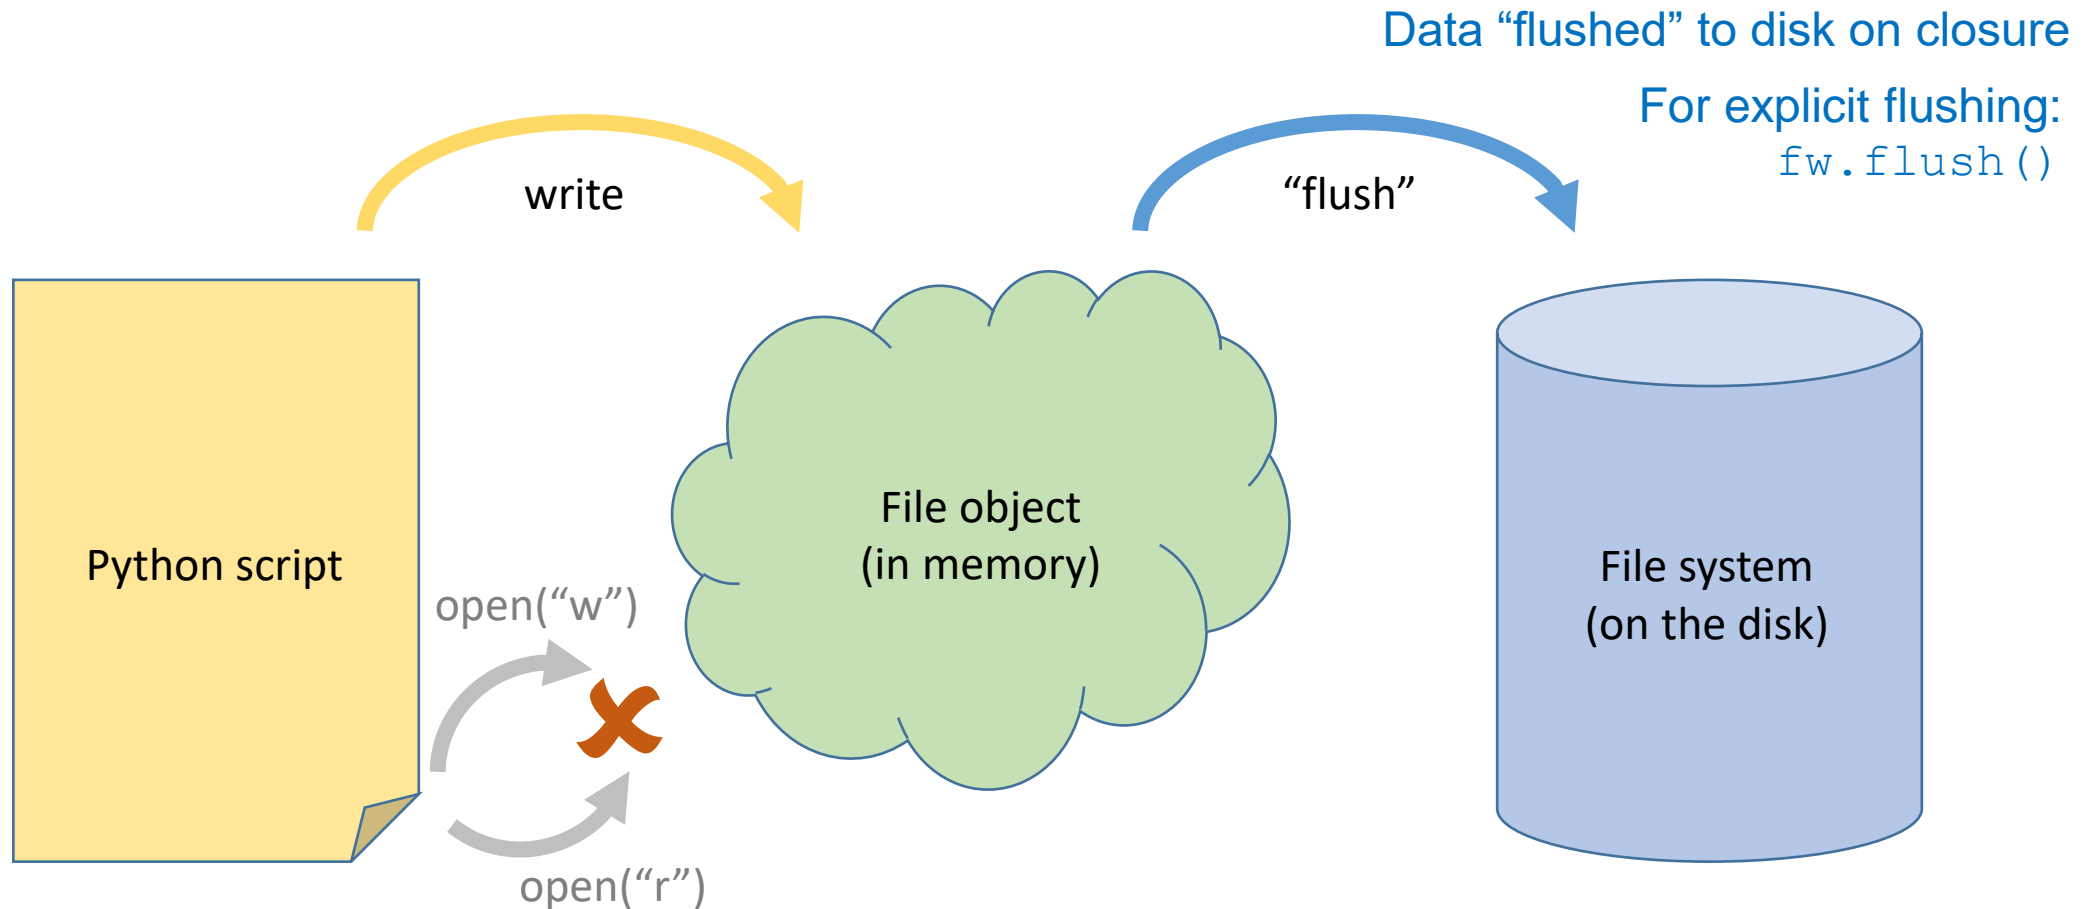 Data “flushed” to disk on closure
For explicit flushing:
fw.flush()
write
“flush”
Python script
File object
(in memory)
File system
(on the disk)
open(“w”)
open(“r”)